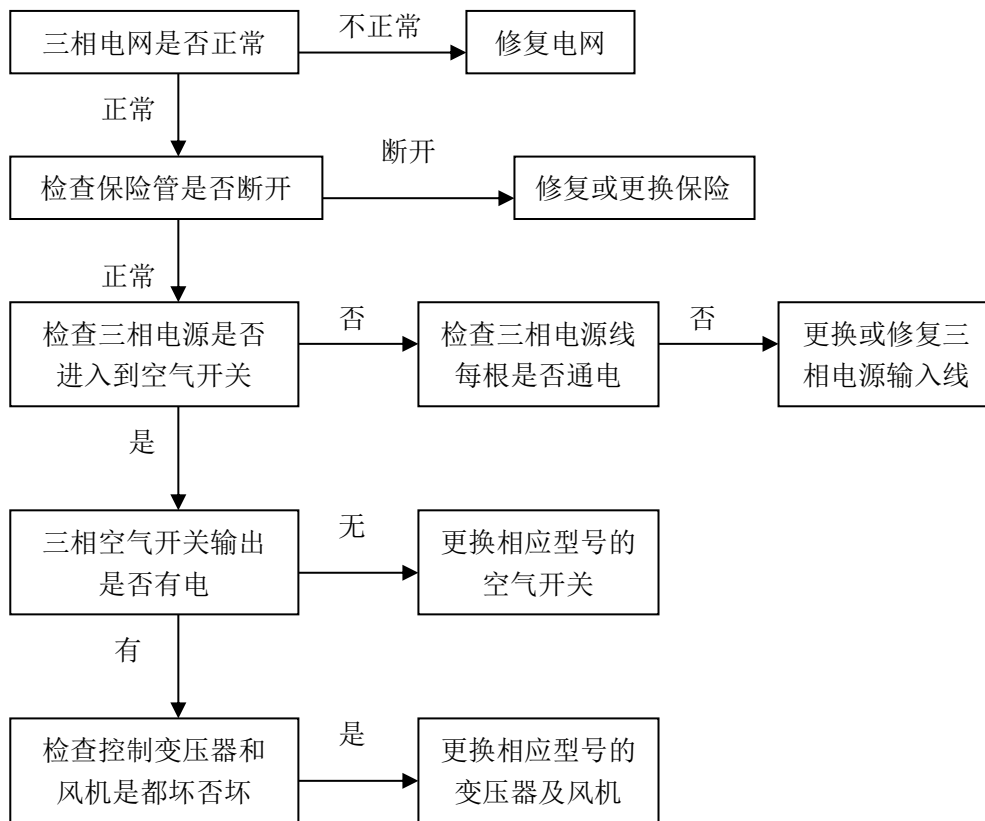 三相电网是否正常
不正常
修复电网
正常
检查保险管是否断开
断开
修复或更换保险
正常
检查三相电源是否
进入到空气开关
否
检查三相电源线
每根是否通电
否
更换或修复三
相电源输入线
是
三相空气开关输出
是否有电
无
更换相应型号的
空气开关
有
检查控制变压器和
风机是都坏否坏
是
更换相应型号的
变压器及风机